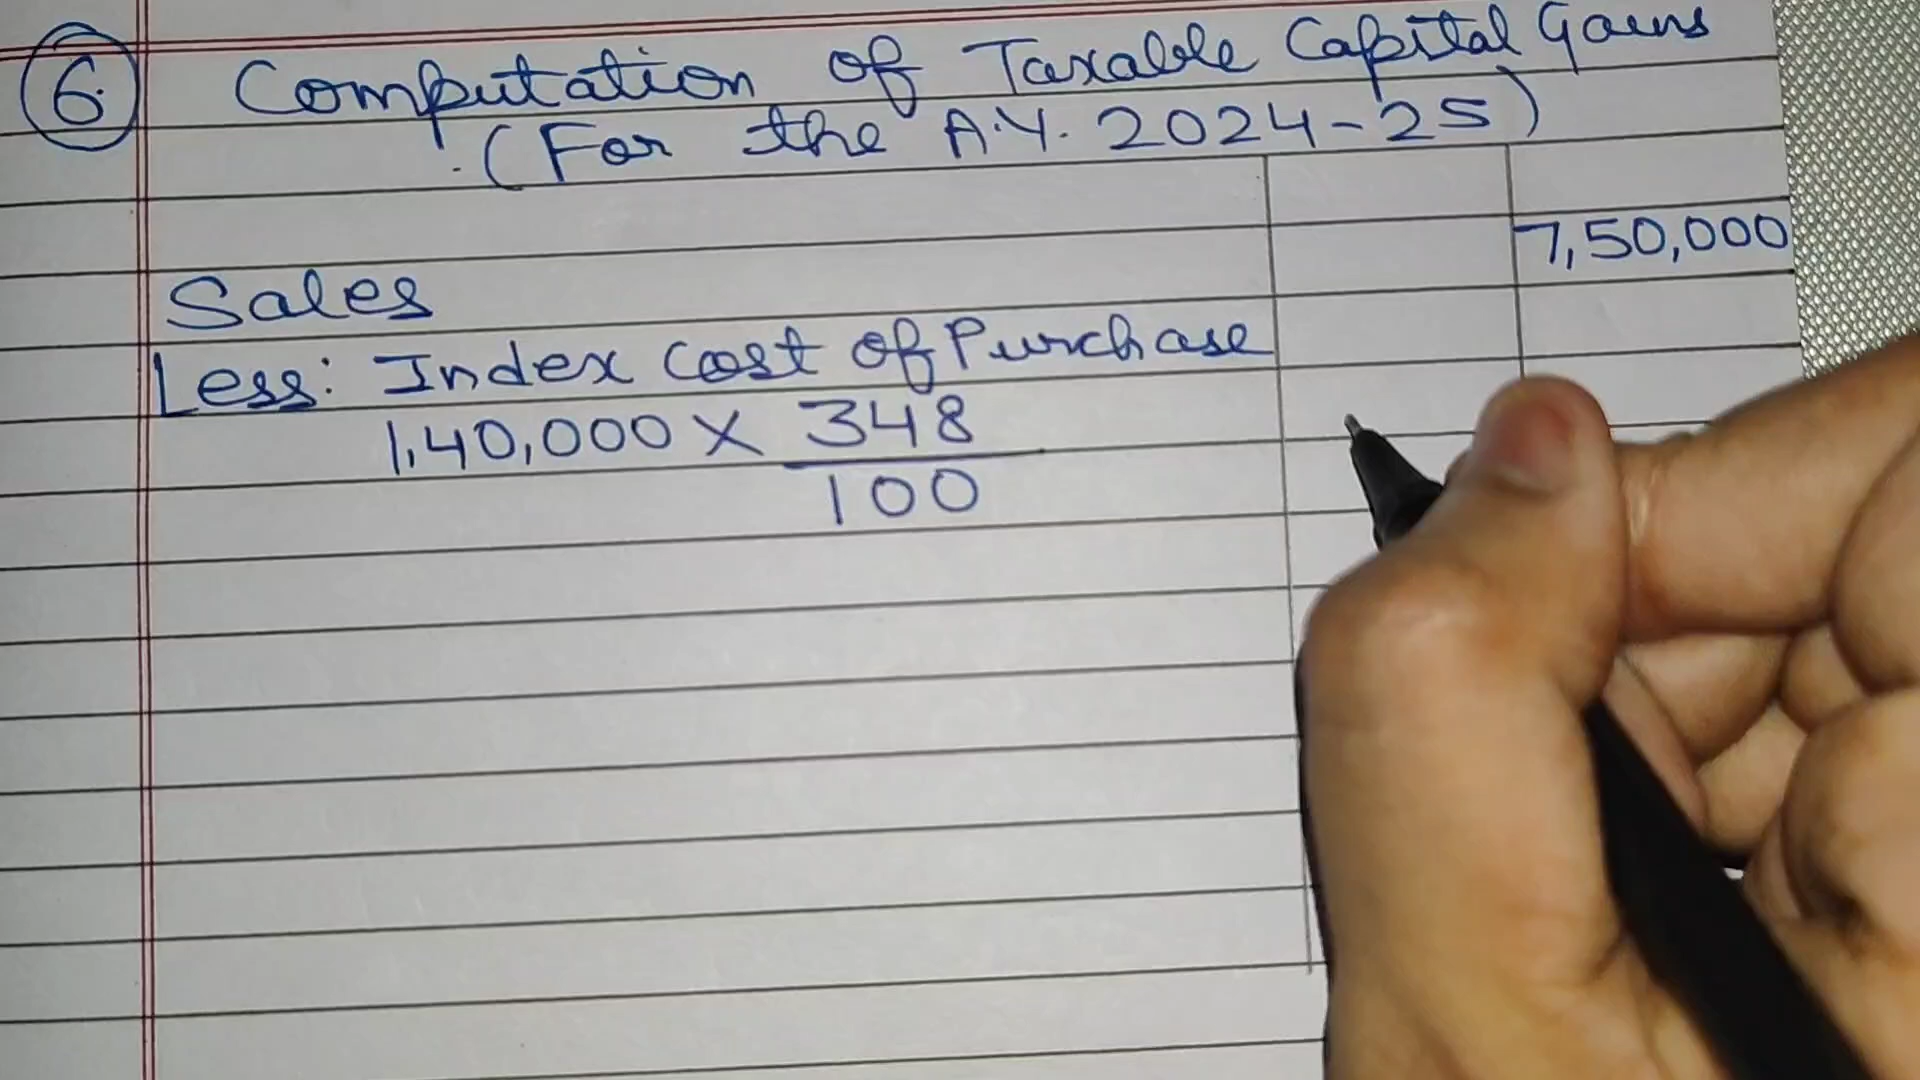 6. Computation of Taxable Capital Gains
(For the A.Y. 2024-25)
Sales 7,50,000
Less: Index Cost of Purchase
1,40,000 X 348
100